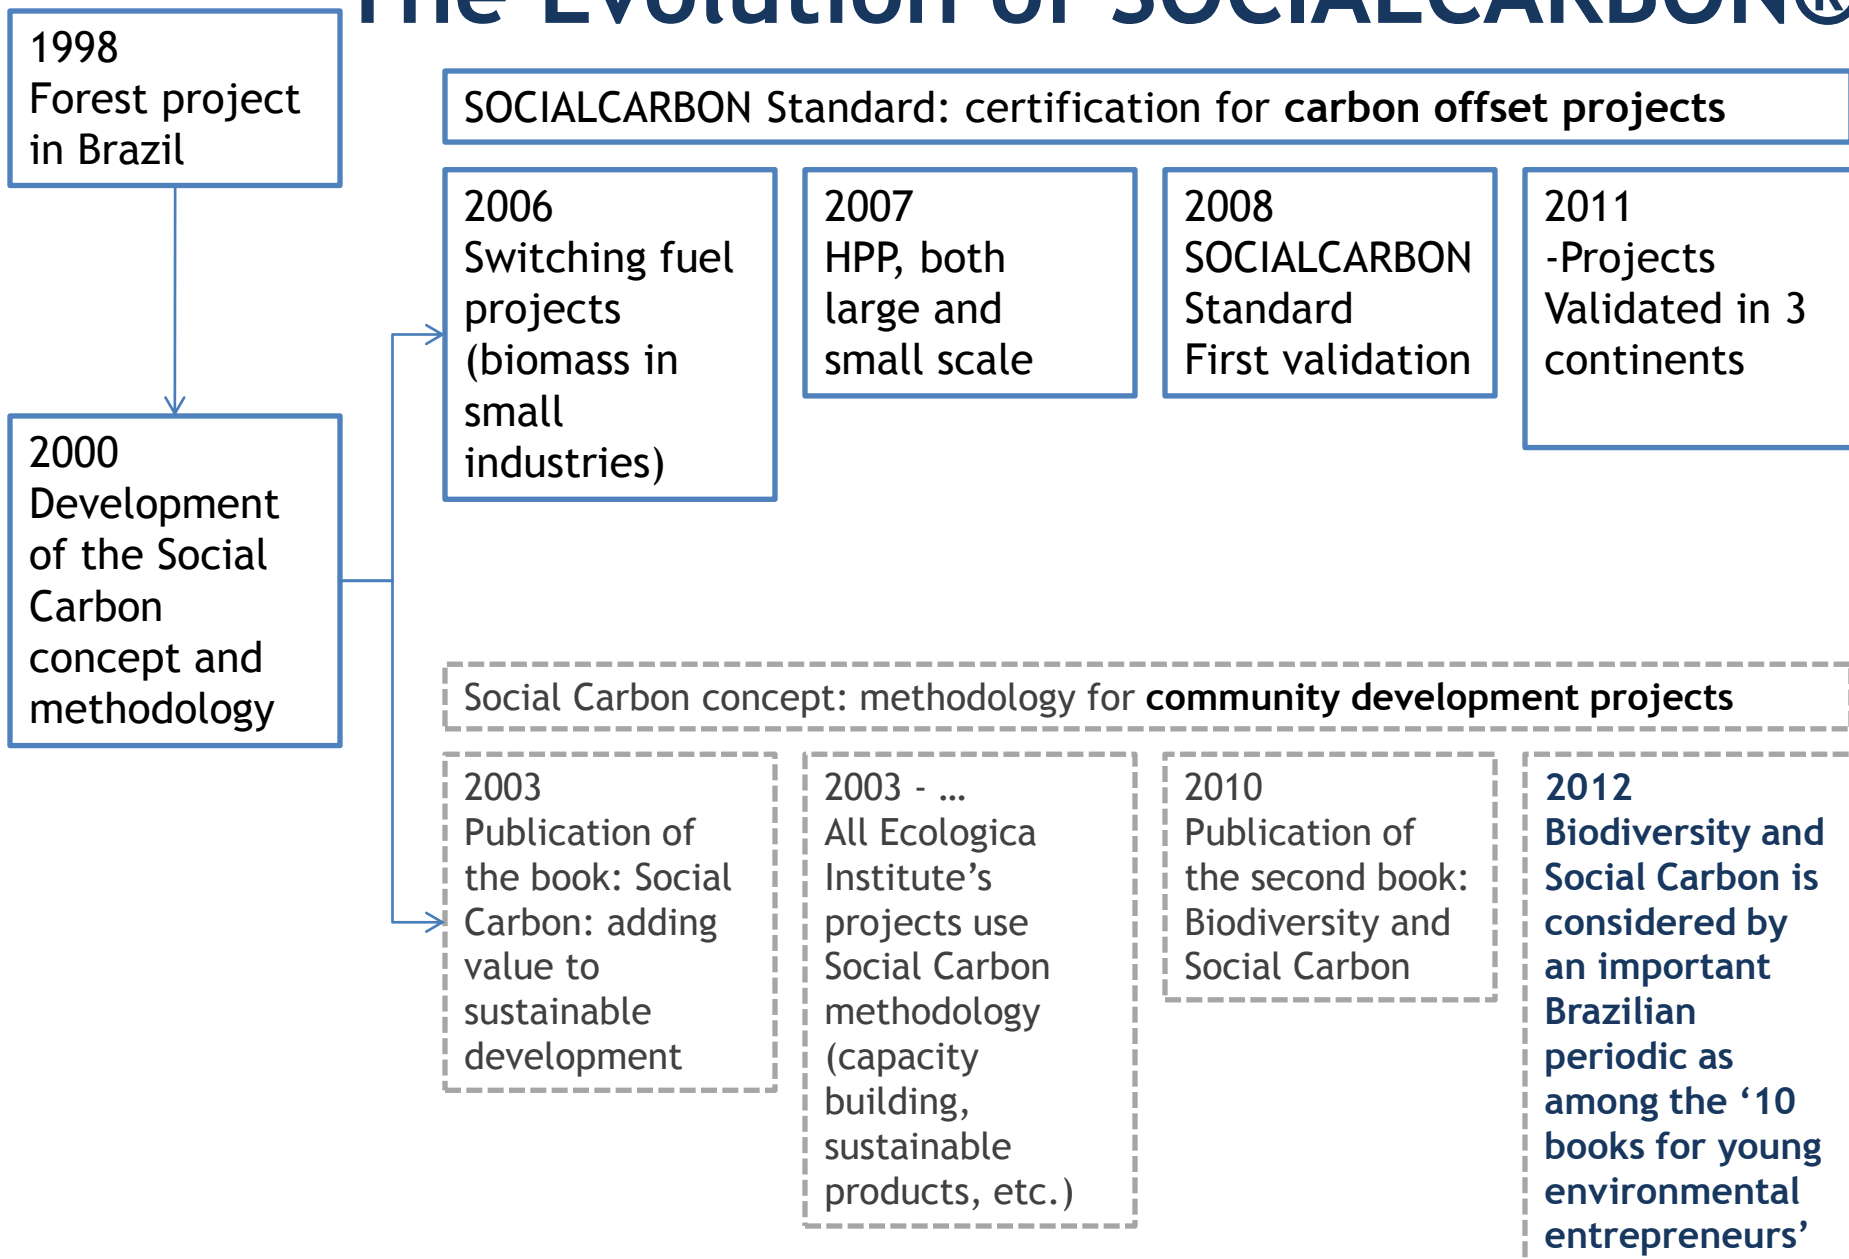 The Evolution of SOCIALCARBON®
1998
Forest project
in Brazil
2000
Development
of the Social
Carbon
concept and
methodology
SOCIALCARBON Standard: certification for carbon offset projects
2006
Switching fuel
projects
(biomass in
small
industries)
2007
HPP, both
large and
small scale
2008
SOCIALCARBON
Standard
First validation
2011
-Projects
Validated in 3
continents
Social Carbon concept: methodology for community development projects
2003
Publication of
the book: Social
Carbon: adding
value to
sustainable
development
2003 - …
All Ecologica
Institute’s
projects use
Social Carbon
methodology
(capacity
building,
sustainable
products, etc.)
2010
Publication of
the second book:
Biodiversity and
Social Carbon
2012
Biodiversity and
Social Carbon is
considered by
an important
Brazilian
periodic as
among the ‘10
books for young
environmental
entrepreneurs’